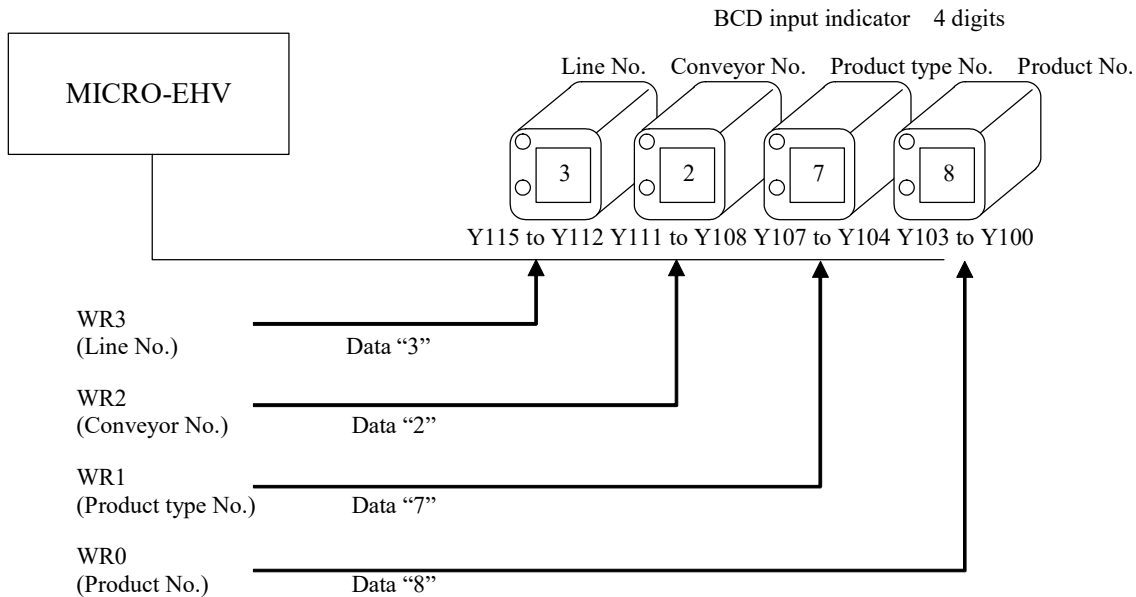 BCD input indicator 4 digits
MICRO-EHV
Line No. Conveyor No. Product type No. Product No.
3 2 7 8
Y115 to Y112 Y111 to Y108 Y107 to Y104 Y103 to Y100
WR3
(Line No.) Data “3”
WR2
(Conveyor No.) Data “2”
WR1
(Product type No.) Data “7”
WR0
(Product No.) Data “8”